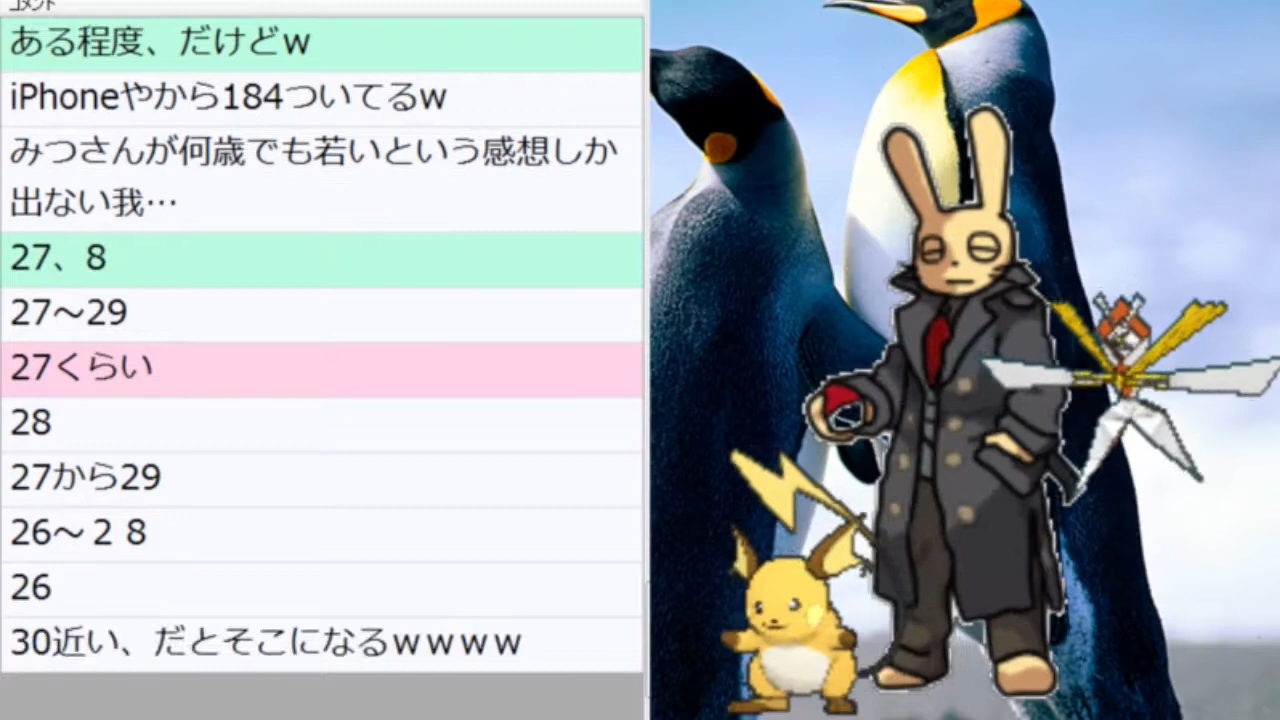 コメント
ある程度、だけどw
iPhoneやから184ついてるw
みつさんが何歳でも若いという感想しか
出ない我…
27、8
27～29
27くらい
28
27から29
26～２８
26
30近い、だとそこになるｗｗｗｗ